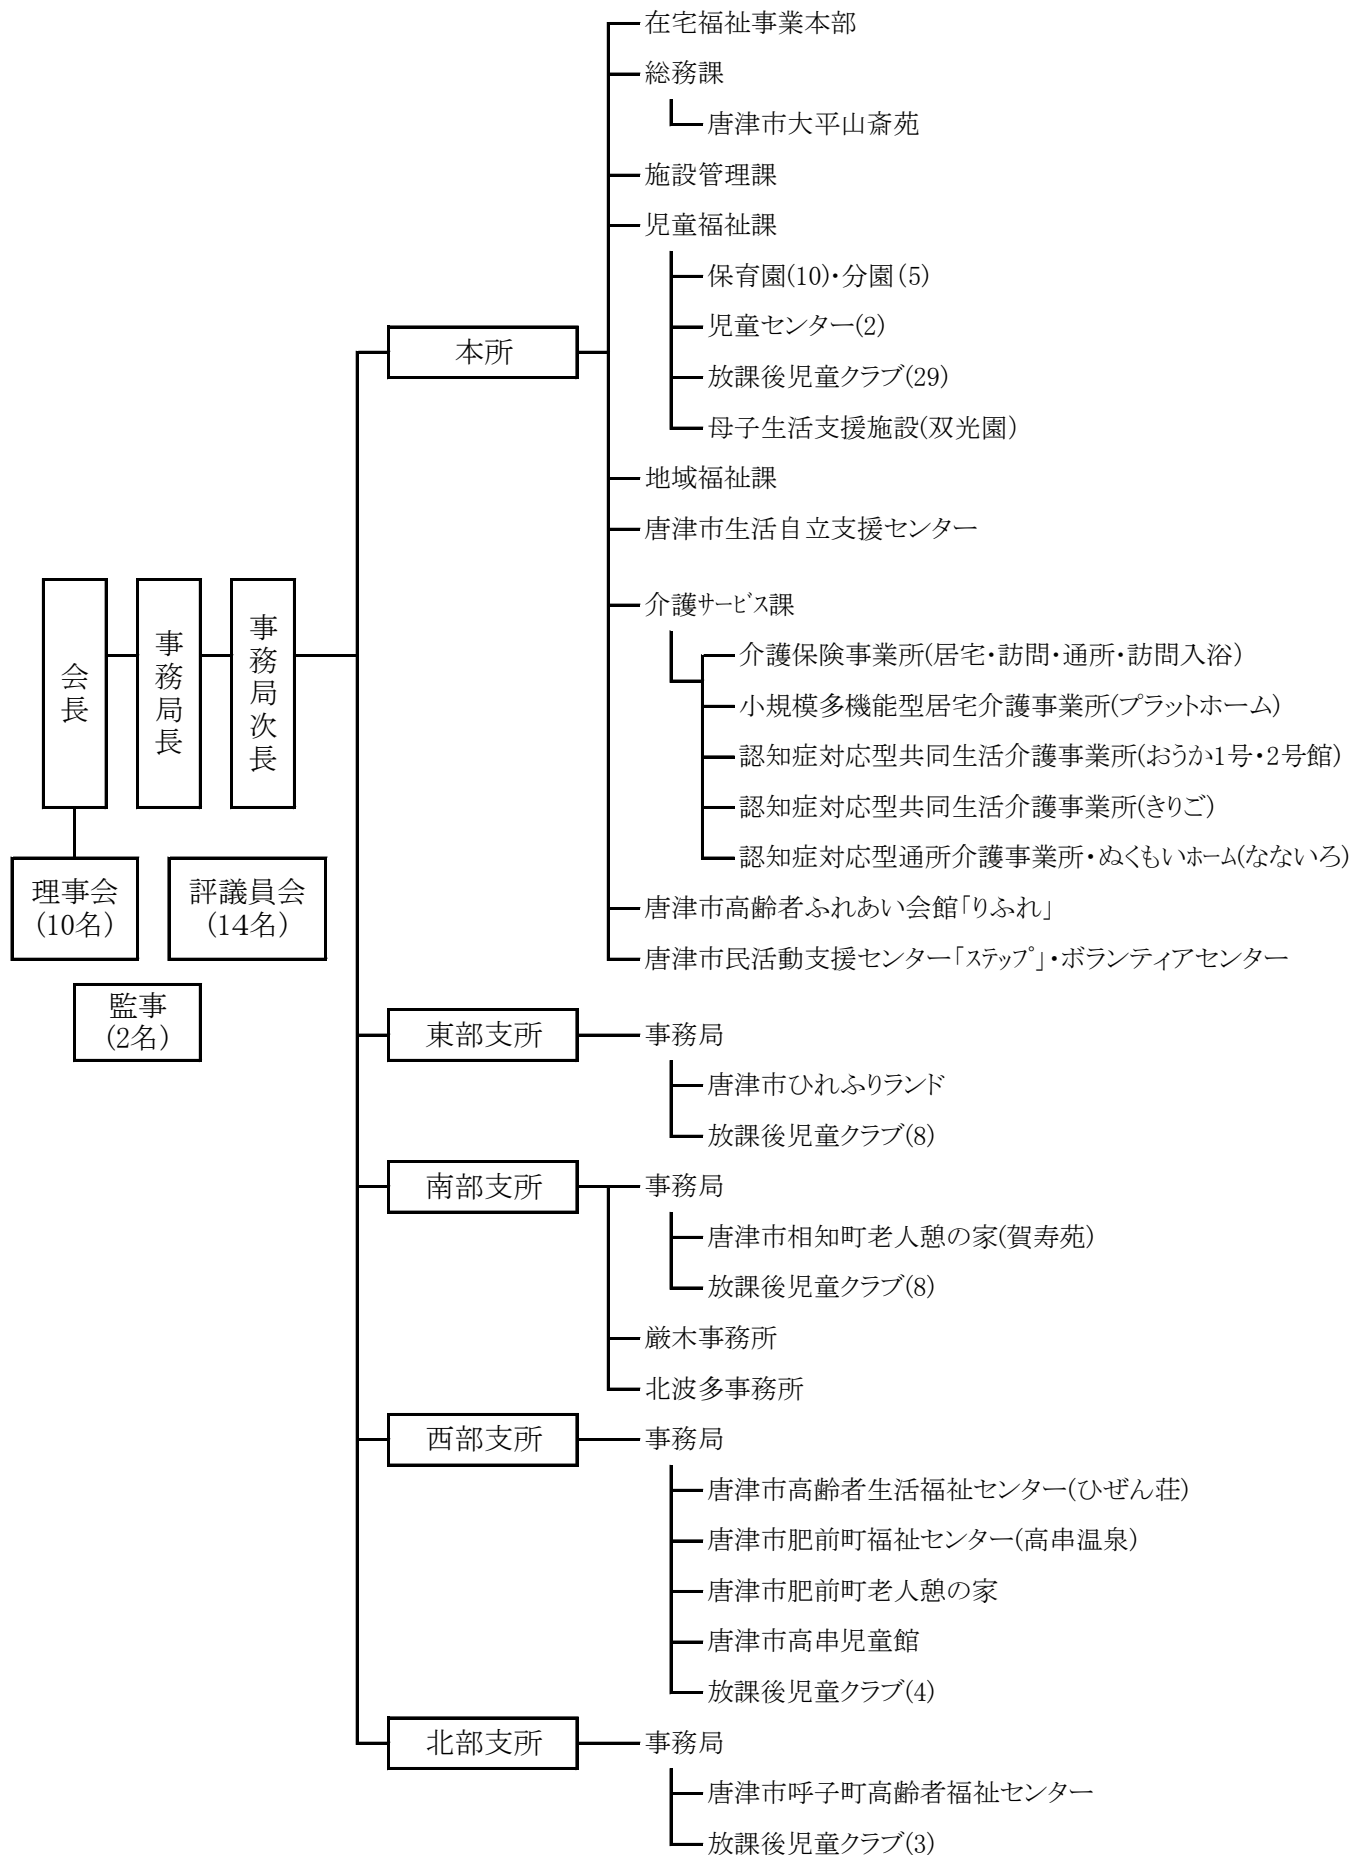 在宅福祉事業本部
総務課
唐津市大平山斎苑
施設管理課
児童福祉課
保育園(10)・分園(5)
児童センター(2)
本所
放課後児童クラブ(29)
母子生活支援施設(双光園)
地域福祉課
唐津市生活自立支援センター
介護サービス課
会長
事務局長
事務局次長
介護保険事業所(居宅・訪問・通所・訪問入浴)
小規模多機能型居宅介護事業所(プラットホーム)
認知症対応型共同生活介護事業所(おうか1号・2号館)
認知症対応型共同生活介護事業所(きりご)
認知症対応型通所介護事業所・ぬくもいホーム(なないろ)
理事会
(10名)
評議員会
(14名)
唐津市高齢者ふれあい会館「りふれ」
唐津市民活動支援センター「ステップ」・ボランティアセンター
監事
(2名)
東部支所
事務局
唐津市ひれふりランド
放課後児童クラブ(8)
南部支所
事務局
唐津市相知町老人憩の家(賀寿苑)
放課後児童クラブ(8)
厳木事務所
北波多事務所
西部支所
事務局
唐津市高齢者生活福祉センター(ひぜん荘)
唐津市肥前町福祉センター(高串温泉)
唐津市肥前町老人憩の家
唐津市高串児童館
放課後児童クラブ(4)
北部支所
事務局
唐津市呼子町高齢者福祉センター
放課後児童クラブ(3)